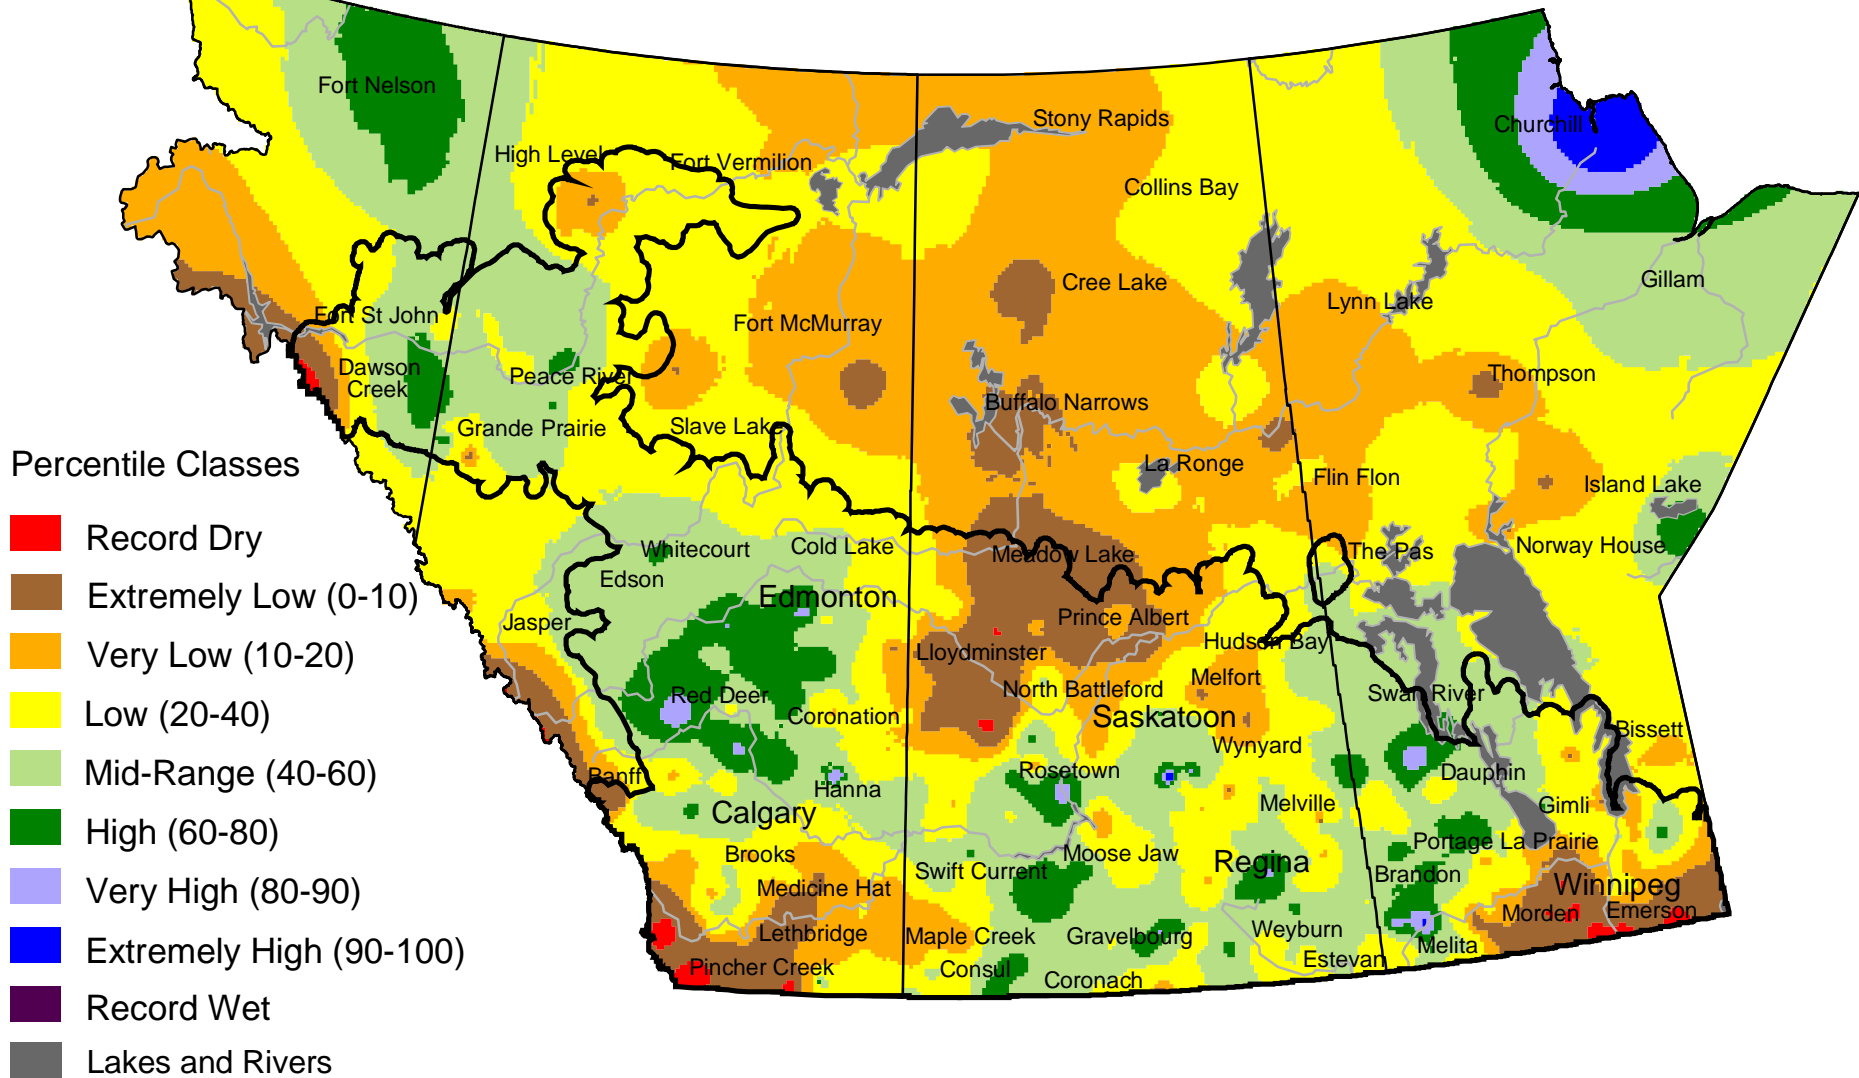 Fort Nelson
Churchill
Stony Rapids
High Level
Fort Vermilion
Collins Bay
Gillam
Cree Lake
Lynn Lake
Fort St John
Fort McMurray
Dawson
Creek
Peace River
Thompson
Buffalo Narrows
Grande Prairie
Slave Lake
La Ronge
Flin Flon
Island Lake
Whitecourt
Cold Lake
Meadow Lake
The Pas
Norway House
Edson
Edmonton
Jasper
Prince Albert
Hudson Bay
Lloydminster
Melfort
Red Deer
North Battleford
Swan River
Coronation
Saskatoon
Bissett
Wynyard
Banff
Rosetown
Dauphin
Hanna
Calgary
Melville
Gimli
Portage La Prairie
Brooks
Moose Jaw
Regina
Swift Current
Brandon
Medicine Hat
Winnipeg
Morden
Emerson
Lethbridge
Maple Creek
Gravelbourg
Weyburn
Melita
Pincher Creek
Consul
Estevan
Coronach
Percentile Classes
Record Dry
Extremely Low (0-10)
Very Low (10-20)
Low (20-40)
Mid-Range (40-60)
High (60-80)
Very High (80-90)
Extremely High (90-100)
Record Wet
Lakes and Rivers